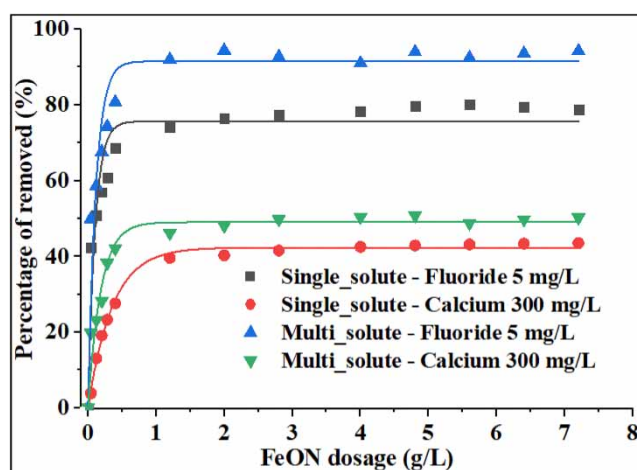 Percentage of removed (%)
100
80
60
40
20
0
Single_solute - Fluoride 5 mg/L
Single_solute - Calcium 300 mg/L
Multi_solute - Fluoride 5 mg/L
Multi_solute - Calcium 300 mg/L
0 1 2 3 4 5 6 7 8
FeON dosage (g/L)